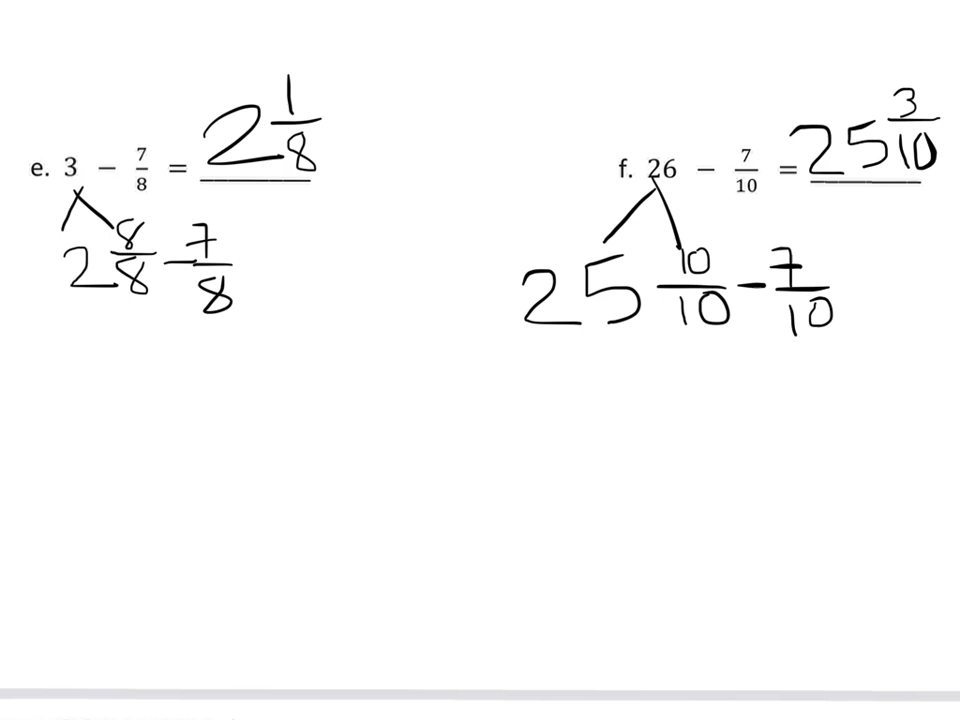 e. 3 − 7/8 = 2 1/8
2 8/8 − 7/8
f. 26 − 7/10 = 25 3/10
25 10/10 − 7/10